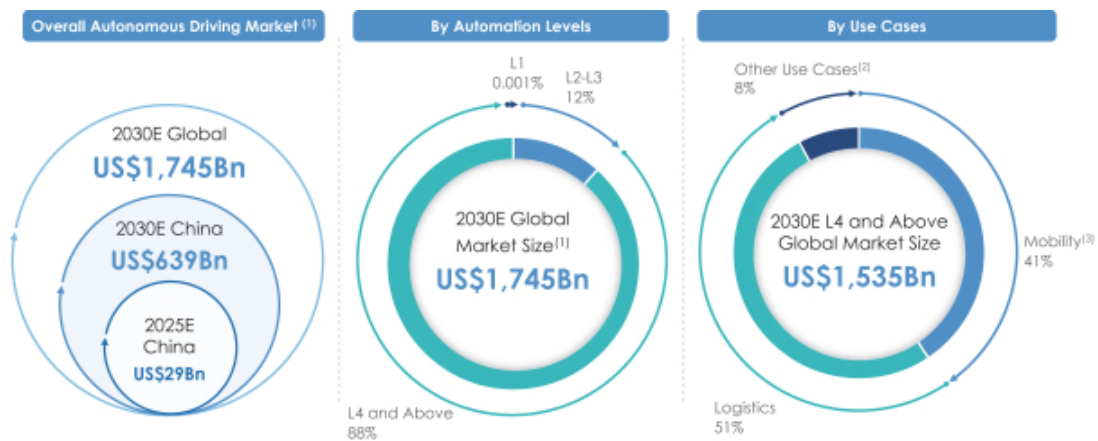 Overall Autonomous Driving Market (1)
2030E Global
US$1,745Bn
2030E China
US$639Bn
2025E
China
US$29Bn
By Automation Levels
L1
0.001%
L2-L3
12%
2030E Global
Market Size(1)
US$1,745Bn
L4 and Above
88%
By Use Cases
Other Use Cases(2)
8%
2030E L4 and Above
Global Market Size
US$1,535Bn
Mobility(3)
41%
Logistics
51%